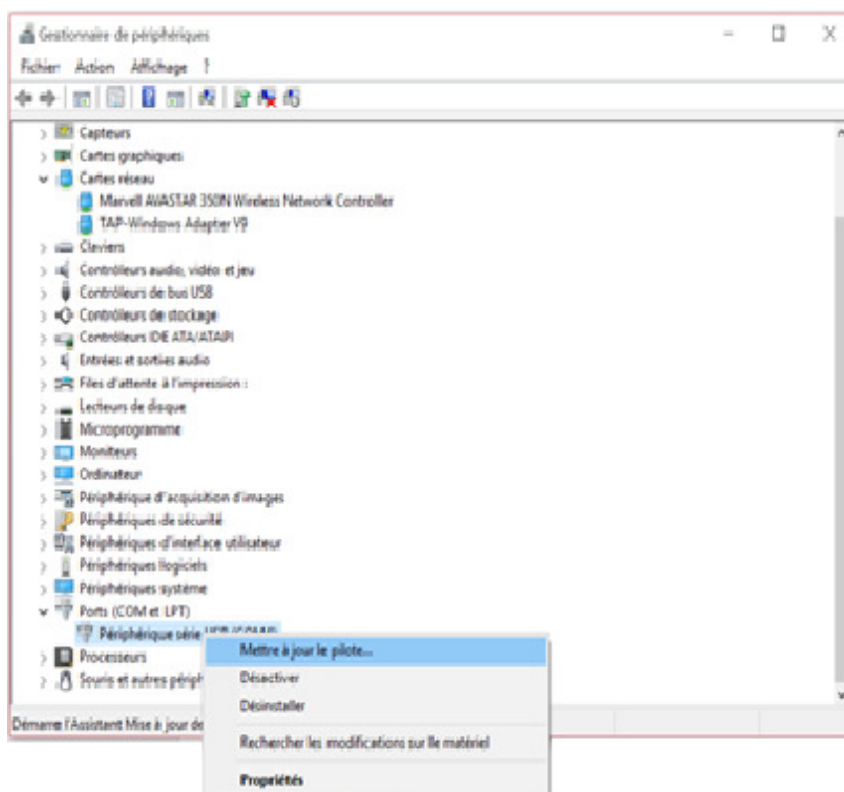 Gestionnaire de périphériques
Fichier Action Affichage ?
Capteurs
Cartes graphiques
Cartes réseau
Marvell AVASTAR 350N Wireless Network Controller
TAP-Windows Adapter V9
Claviers
Contrôleurs audio, vidéo et jeu
Contrôleurs de bus USB
Contrôleurs de stockage
Contrôleurs IDE ATA/ATAPI
Entrées et sorties audio
Files d'attente à l'impression :
Lecteurs de disque
Microprogramme
Moniteurs
Ordinateur
Périphérique d'acquisition d'images
Périphériques de sécurité
Périphériques d'interface utilisateur
Périphériques logiciels
Périphériques système
Ports (COM et LPT)
Périphérique série USB
Processeurs
Souris et autres périph
Démarre l'Assistant Mise à jour de
Mettre à jour le pilote...
Désactiver
Désinstaller
Rechercher les modifications sur le matériel
Propriétés